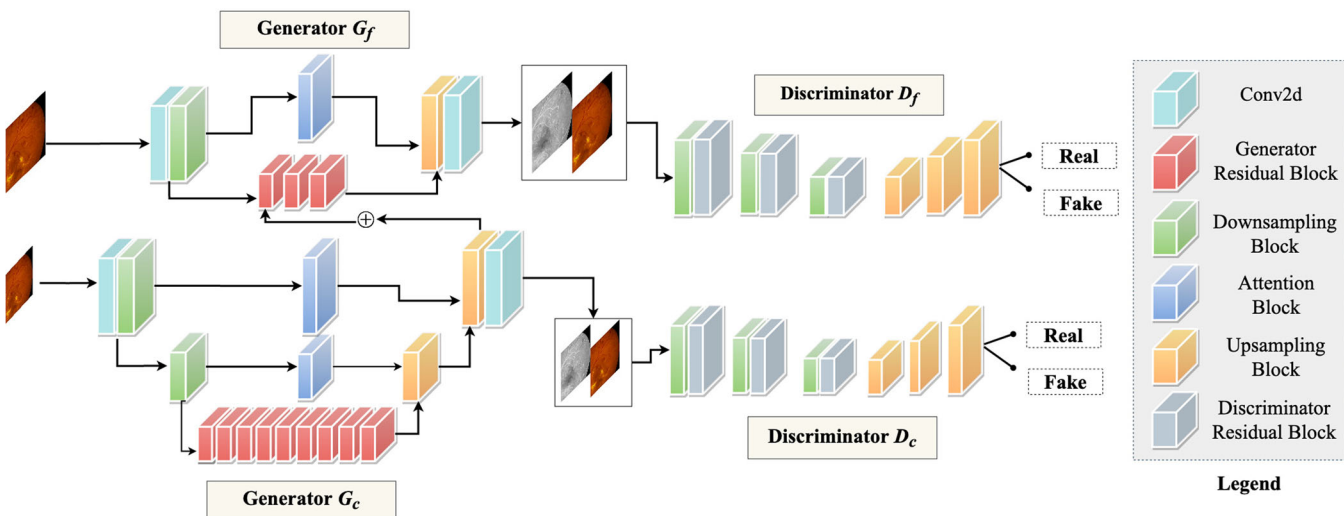 Generator G_f
Discriminator D_f
Real
Fake
⊕
Real
Fake
Discriminator D_c
Generator G_c
Conv2d
Generator
Residual Block
Downsampling
Block
Attention
Block
Upsampling
Block
Discriminator
Residual Block
Legend